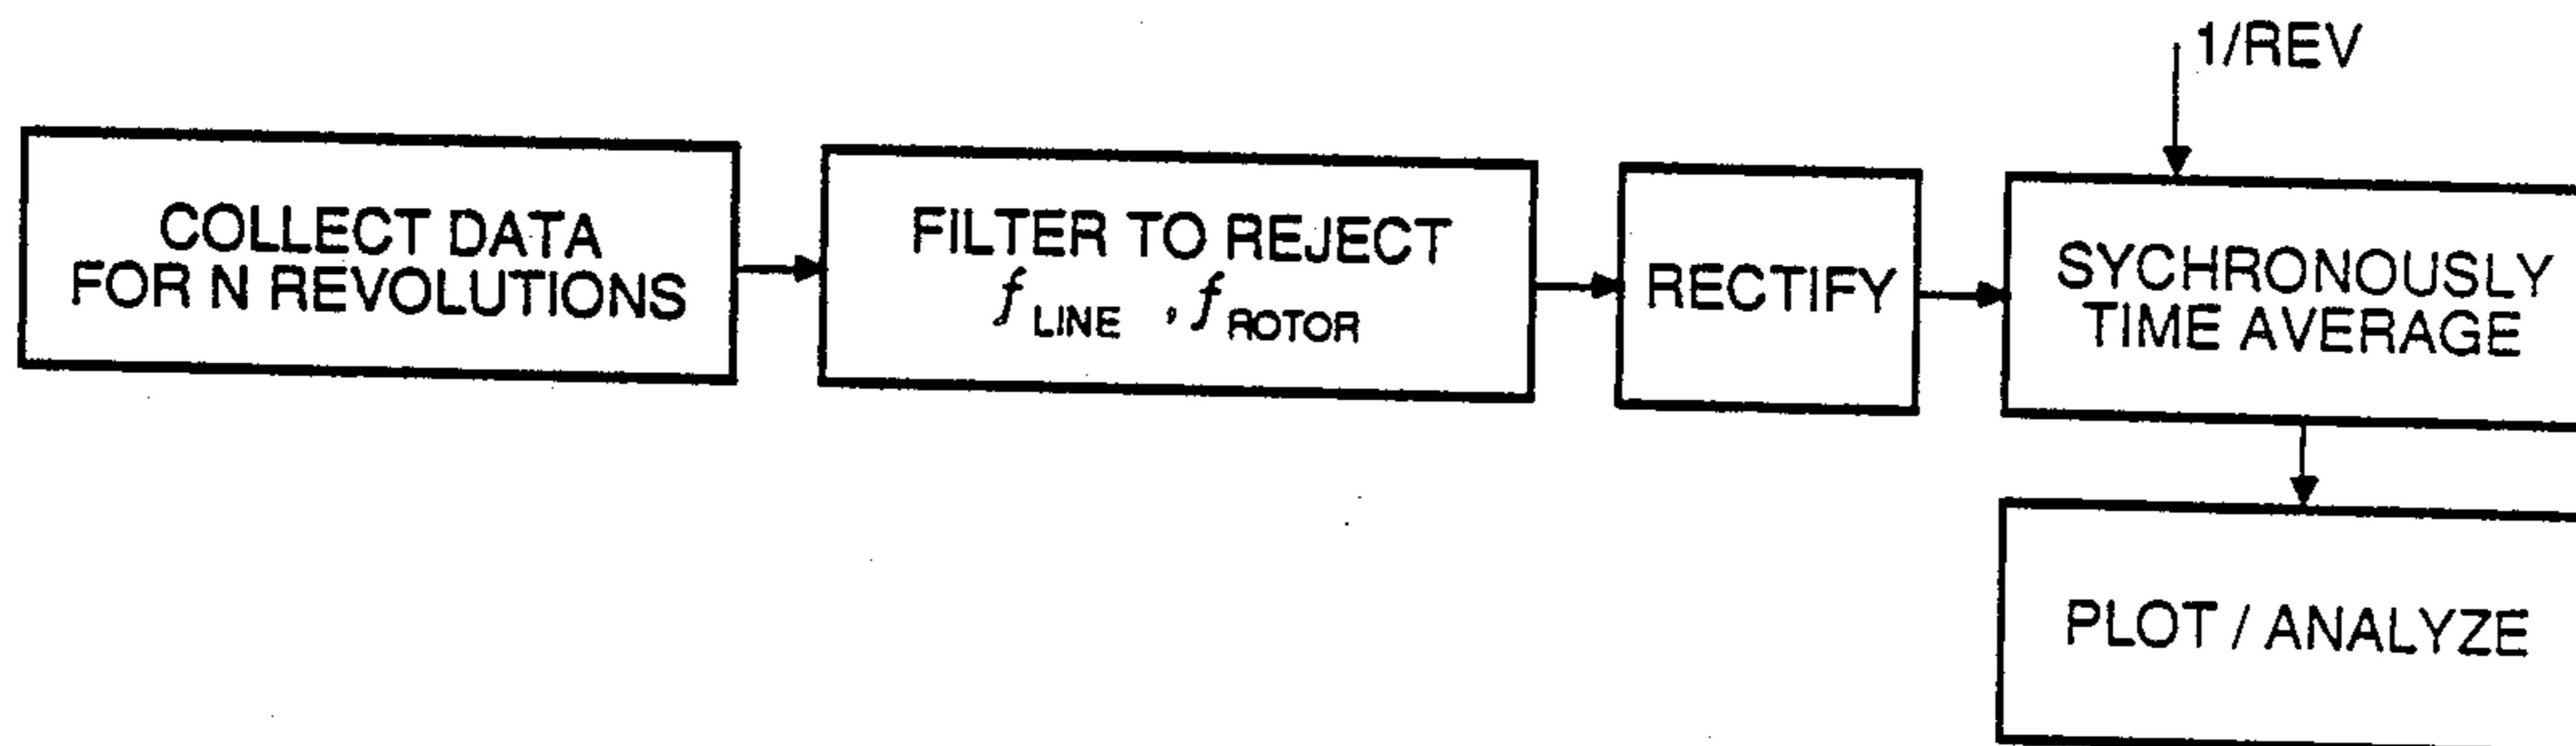 1/REV
COLLECT DATA
FOR N REVOLUTIONS
FILTER TO REJECT
f LINE , f ROTOR
RECTIFY
SYCHRONOUSLY
TIME AVERAGE
PLOT / ANALYZE